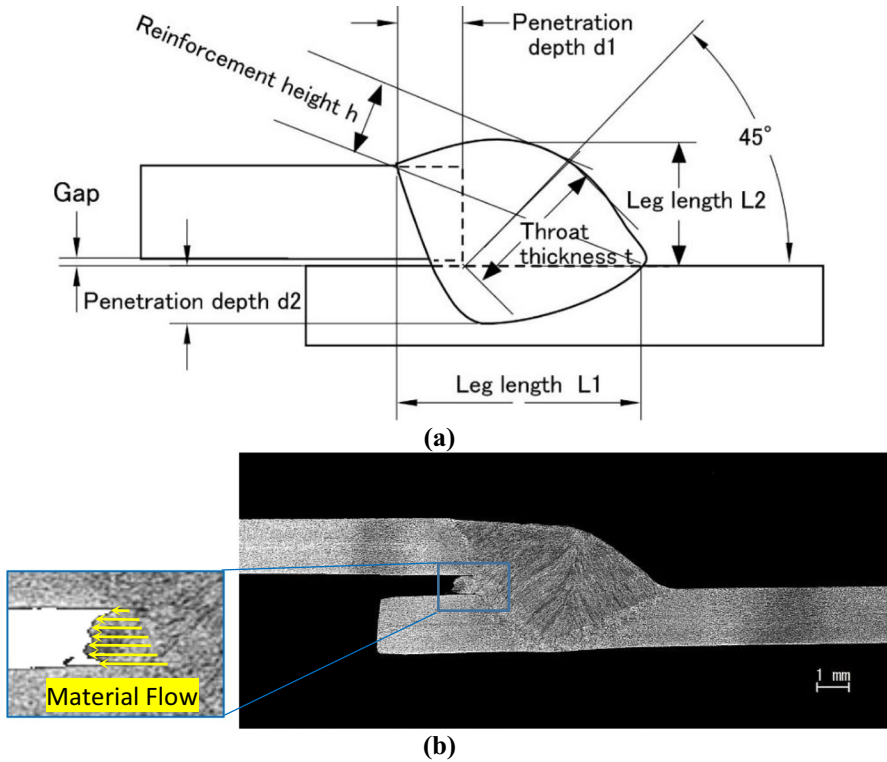 Reinforcement height h
Penetration
depth d1
45°
Gap
Leg length L2
Throat
thickness t
Penetration depth d2
Leg length L1
(a)
Material Flow
1 mm
(b)